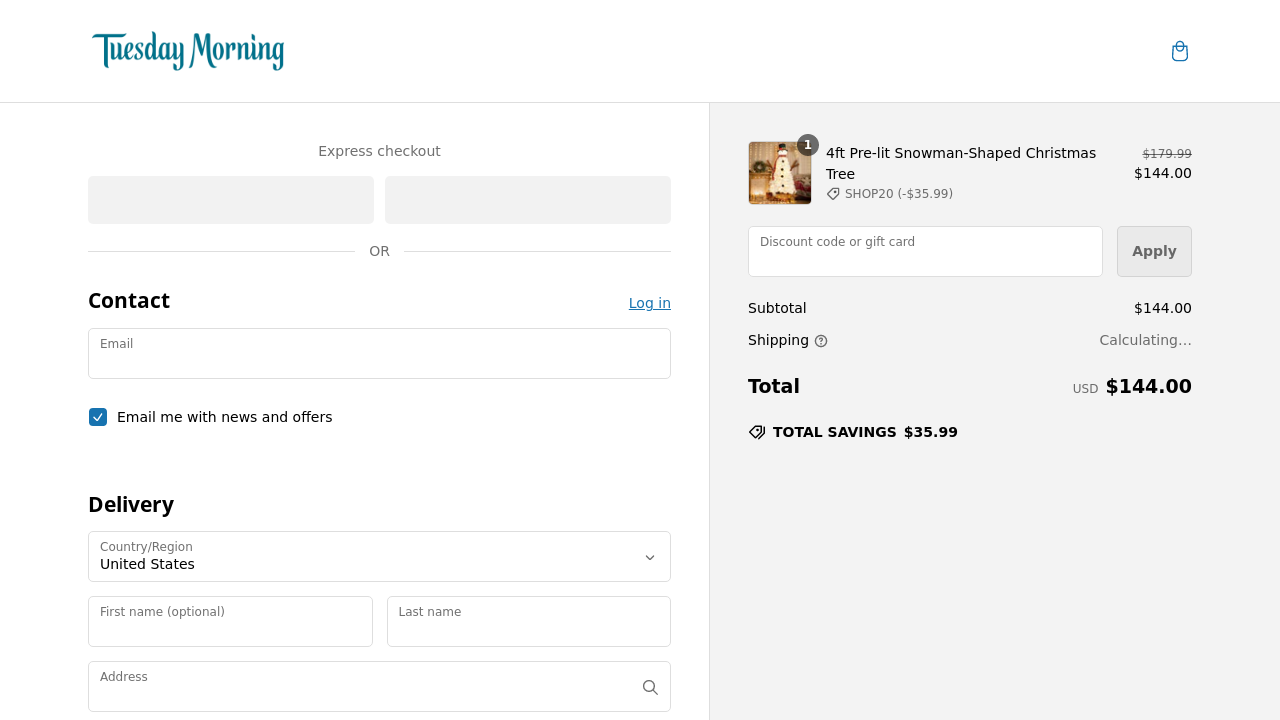 Tuesday Morning
Express checkout
OR
Contact
Log in
Email
Email me with news and offers
Delivery
Country/Region
United States
First name (optional)
Last name
Address
1
4ft Pre-lit Snowman-Shaped Christmas
Tree
SHOP20 (-$35.99)
$179.99
$144.00
Discount code or gift card
Apply
Subtotal
$144.00
Shipping
Calculating…
Total
USD $144.00
TOTAL SAVINGS $35.99